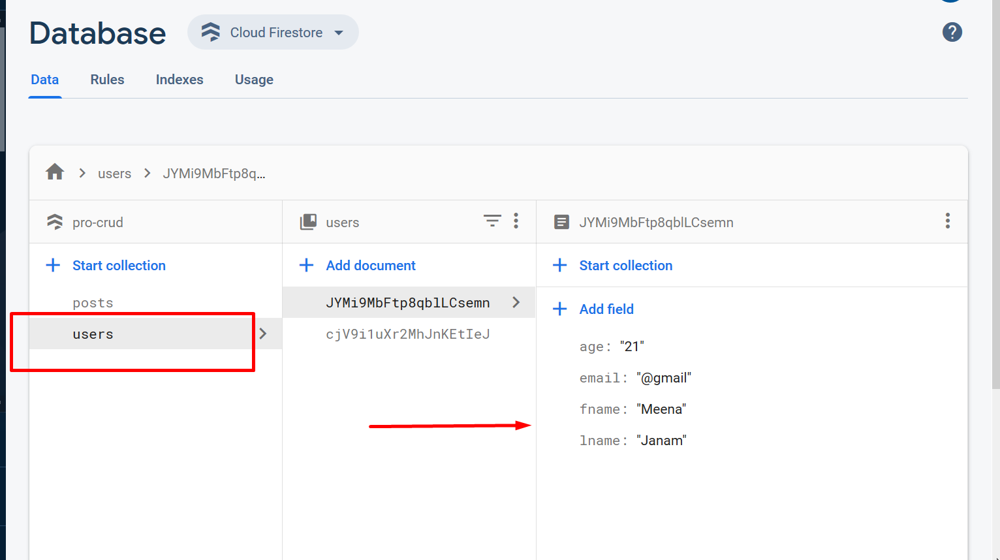 Database
Cloud Firestore
Data Rules Indexes Usage
users JYMi9MbFtp8q...
pro-crud
Start collection
posts
users
users
Add document
JYMi9MbFtp8qblLCsemn
cjV9i1uXr2MhJnKEtIeJ
JYMi9MbFtp8qblLCsemn
Start collection
Add field
age: "21"
email: "@gmail"
fname: "Meena"
lname: "Janam"